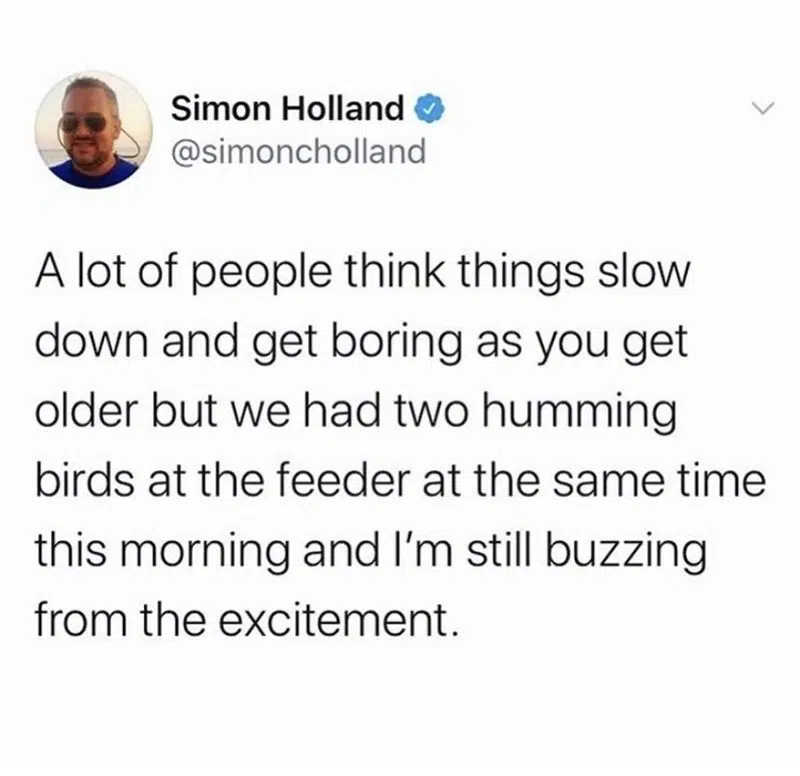 Simon Holland
@simoncholland
A lot of people think things slow
down and get boring as you get
older but we had two humming
birds at the feeder at the same time
this morning and I'm still buzzing
from the excitement.